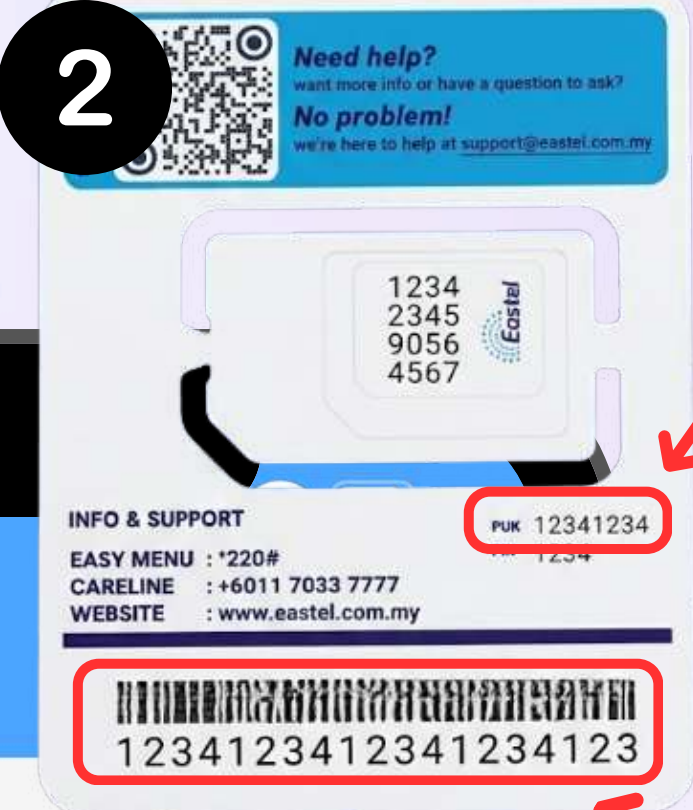 2
Need help?
want more info or have a question to ask?
No problem!
we're here to help at support@eastel.com.my
1234
2345
9056
4567
Eastel
INFO & SUPPORT
PUK 12341234
1234
EASY MENU : *220#
CARELINE : +6011 7033 7777
WEBSITE : www.eastel.com.my
1234123412341234123